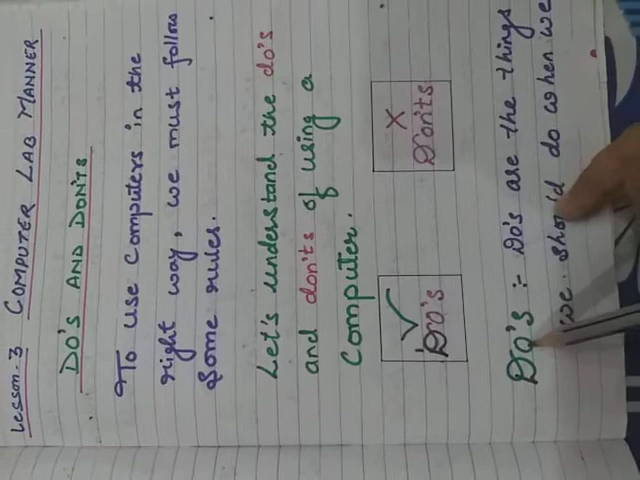 Lesson-3 COMPUTER LAB MANNER
DO'S AND DON'TS
To use Computers in the
right way, we must follow
some rules.
Let's understand the do's
and don'ts of using a
Computer.
✓ X
DO'S Don'ts
DO'S :- Do's are the things
we should do when we